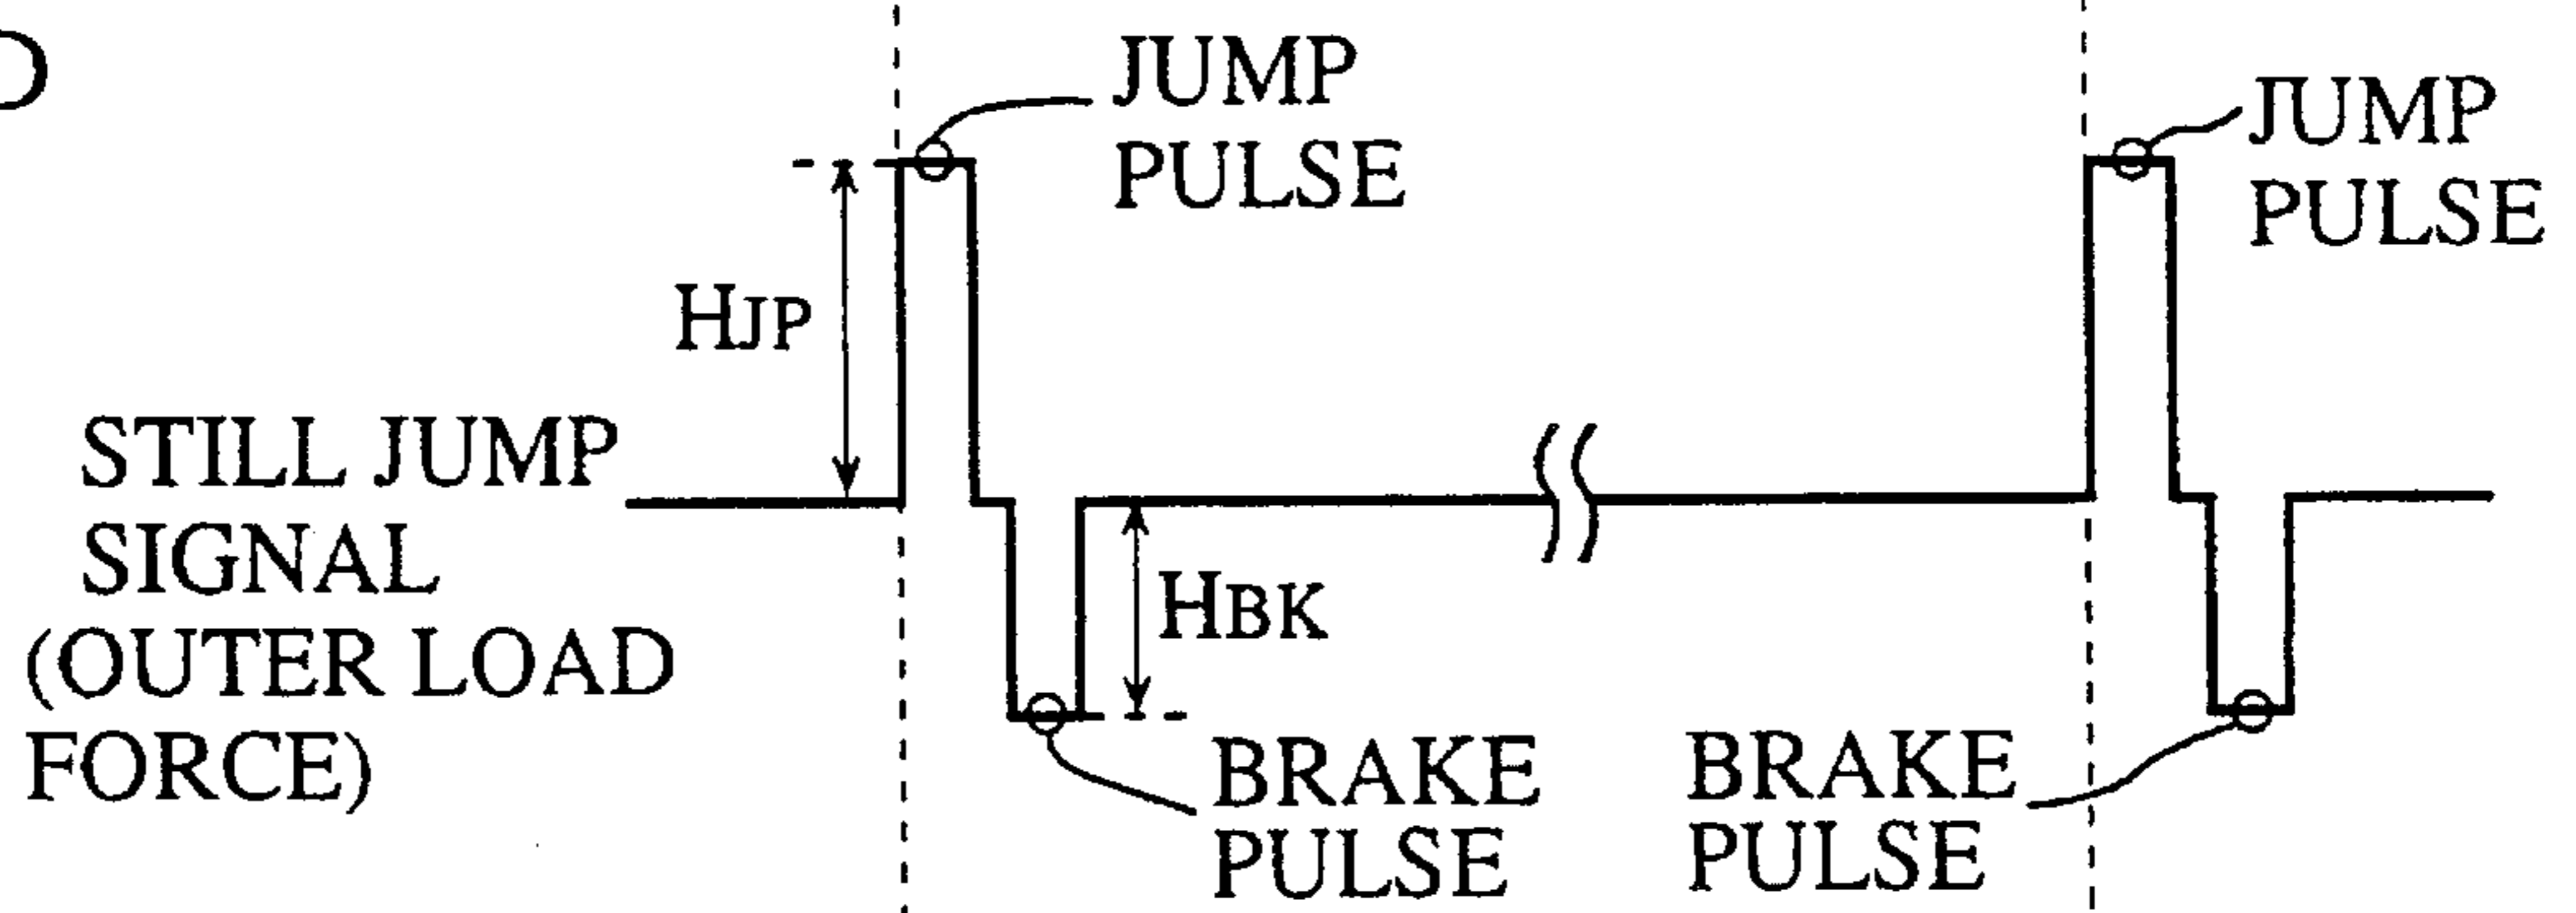 D
JUMP
PULSE
JUMP
PULSE
HJP
STILL JUMP
SIGNAL
(OUTER LOAD
FORCE)
HBK
BRAKE
PULSE
BRAKE
PULSE